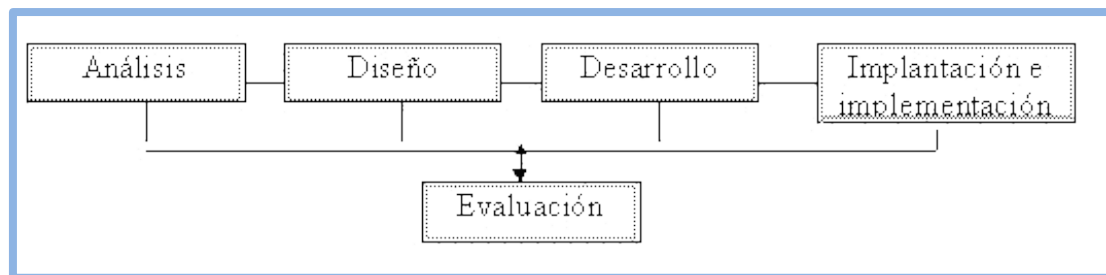 Análisis
Diseño
Desarrollo
Implantación e
implementación
Evaluación